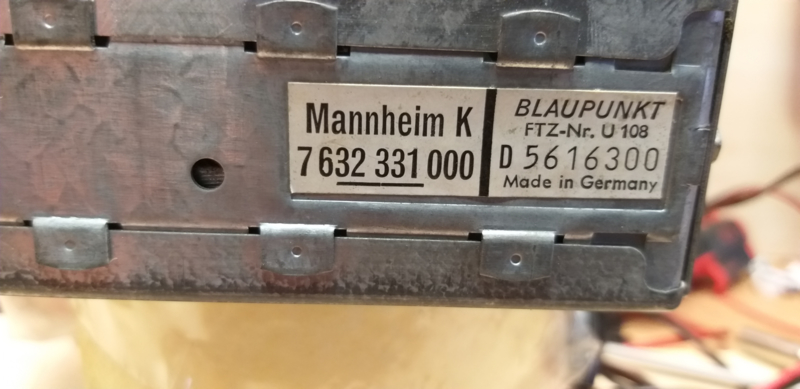 Mannheim K
7 632 331 000
BLAUPUNKT
FTZ-Nr. U 108
D 5616300
Made in Germany